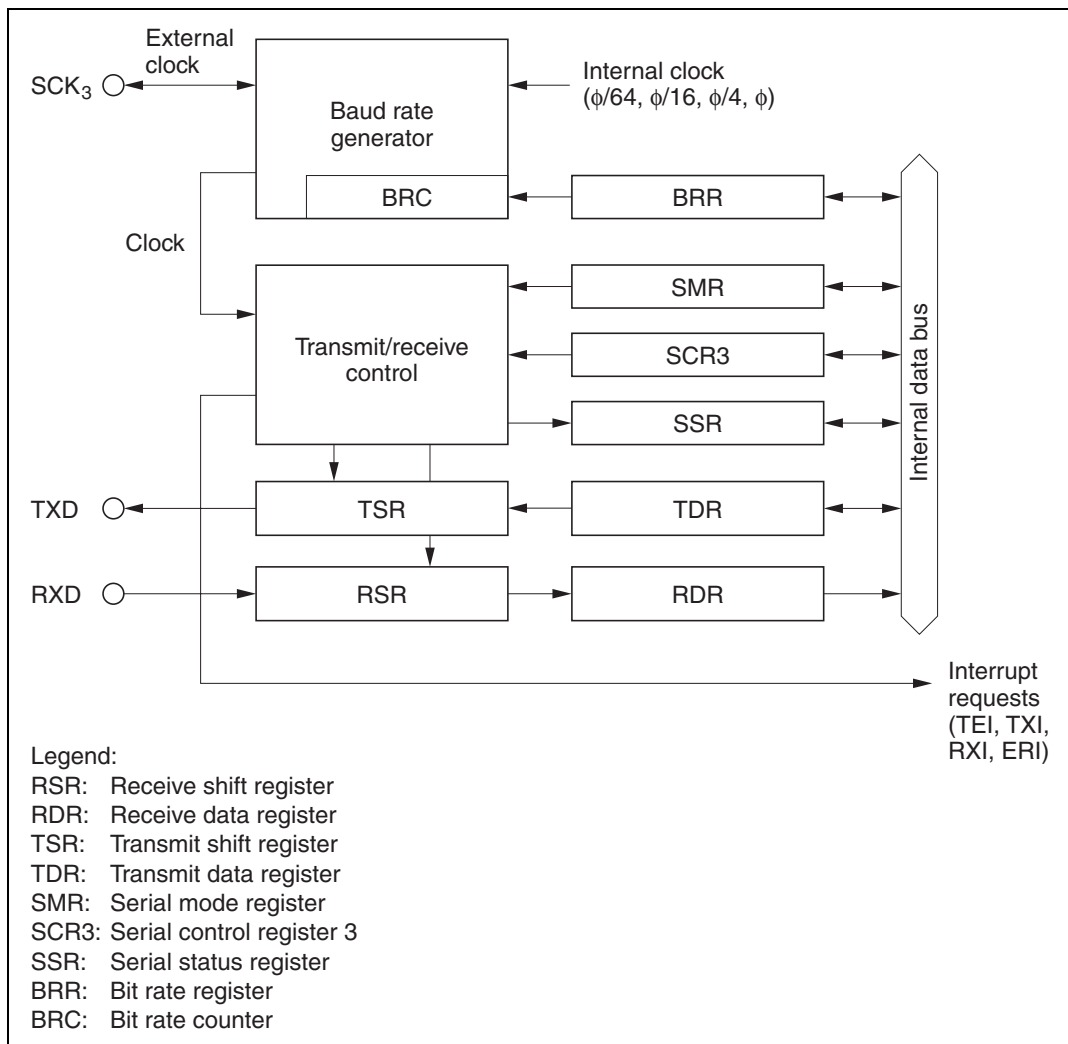 External
clock
SCK3
Internal clock
(ϕ/64, ϕ/16, ϕ/4, ϕ)
Baud rate
generator
BRC
BRR
Clock
SMR
Transmit/receive
control
SCR3
SSR
Internal data bus
TXD
TSR
TDR
RXD
RSR
RDR
Interrupt
requests
(TEI, TXI,
RXI, ERI)
Legend:
RSR: Receive shift register
RDR: Receive data register
TSR: Transmit shift register
TDR: Transmit data register
SMR: Serial mode register
SCR3: Serial control register 3
SSR: Serial status register
BRR: Bit rate register
BRC: Bit rate counter